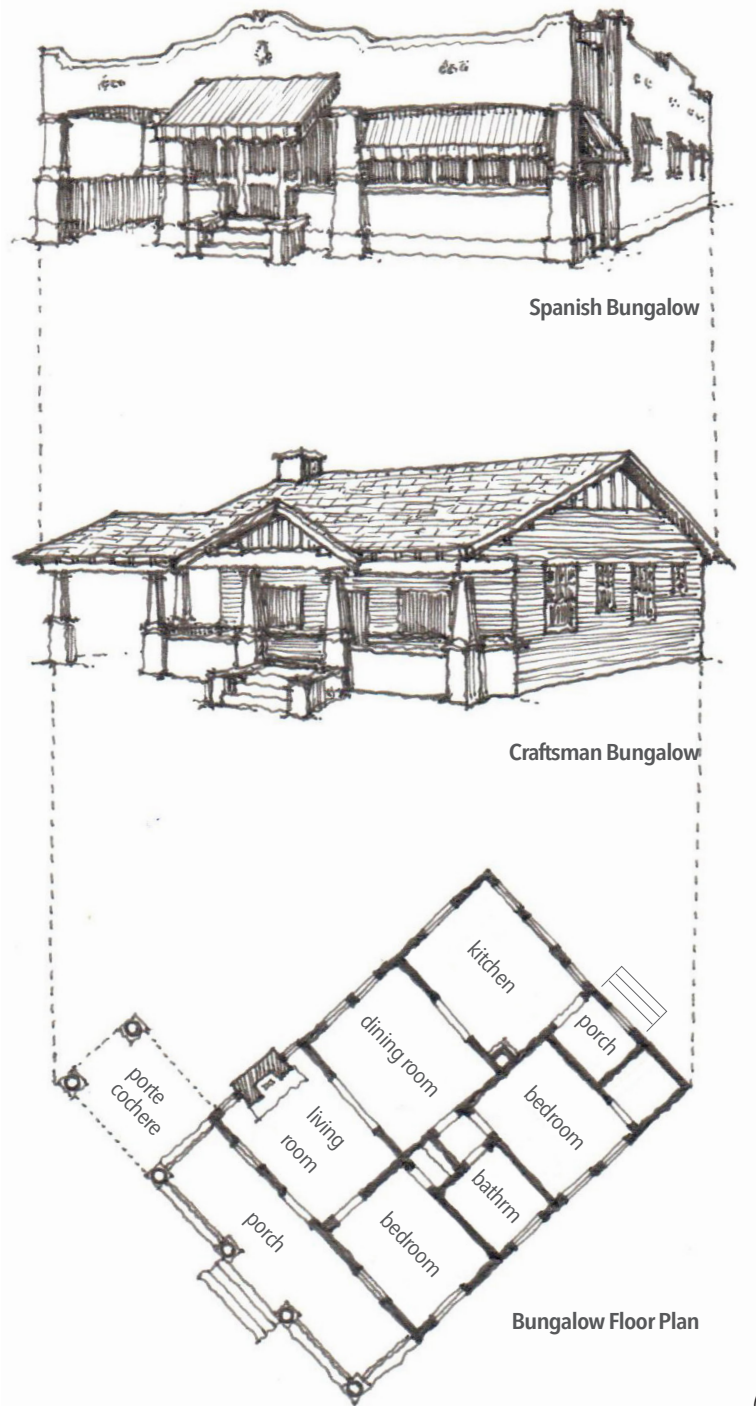 Spanish Bungalow
Craftsman Bungalow
kitchen
porch
dining room
bedroom
porte
cochere
living
room
bathrm
bedroom
porch
Bungalow Floor Plan